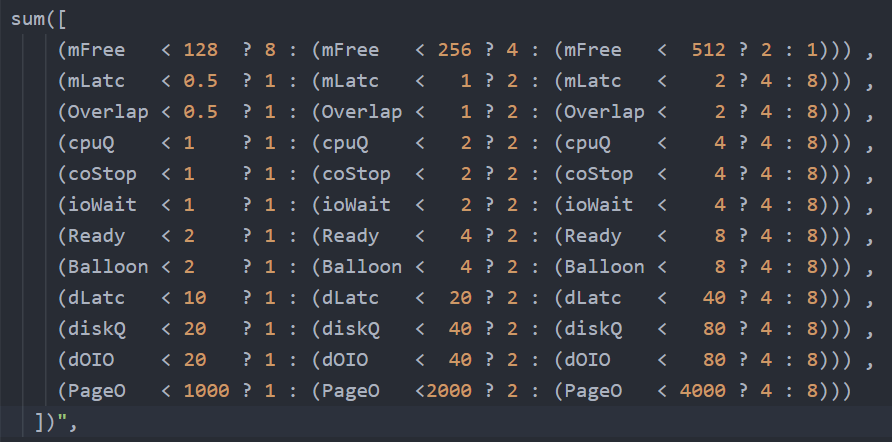 sum([
(mFree < 128 ? 8 : (mFree < 256 ? 4 : (mFree < 512 ? 2 : 1))) ,
(mLatc < 0.5 ? 1 : (mLatc < 1 ? 2 : (mLatc < 2 ? 4 : 8))) ,
(Overlap < 0.5 ? 1 : (Overlap < 1 ? 2 : (Overlap < 2 ? 4 : 8))) ,
(cpuQ < 1 ? 1 : (cpuQ < 2 ? 2 : (cpuQ < 4 ? 4 : 8))) ,
(coStop < 1 ? 1 : (coStop < 2 ? 2 : (coStop < 4 ? 4 : 8))) ,
(ioWait < 1 ? 1 : (ioWait < 2 ? 2 : (ioWait < 4 ? 4 : 8))) ,
(Ready < 2 ? 1 : (Ready < 4 ? 2 : (Ready < 8 ? 4 : 8))) ,
(Balloon < 2 ? 1 : (Balloon < 4 ? 2 : (Balloon < 8 ? 4 : 8))) ,
(dLatc < 10 ? 1 : (dLatc < 20 ? 2 : (dLatc < 40 ? 4 : 8))) ,
(diskQ < 20 ? 1 : (diskQ < 40 ? 2 : (diskQ < 80 ? 4 : 8))) ,
(dOIO < 20 ? 1 : (dOIO < 40 ? 2 : (dOIO < 80 ? 4 : 8))) ,
(PageO < 1000 ? 1 : (PageO <2000 ? 2 : (PageO < 4000 ? 4 : 8)))
])",